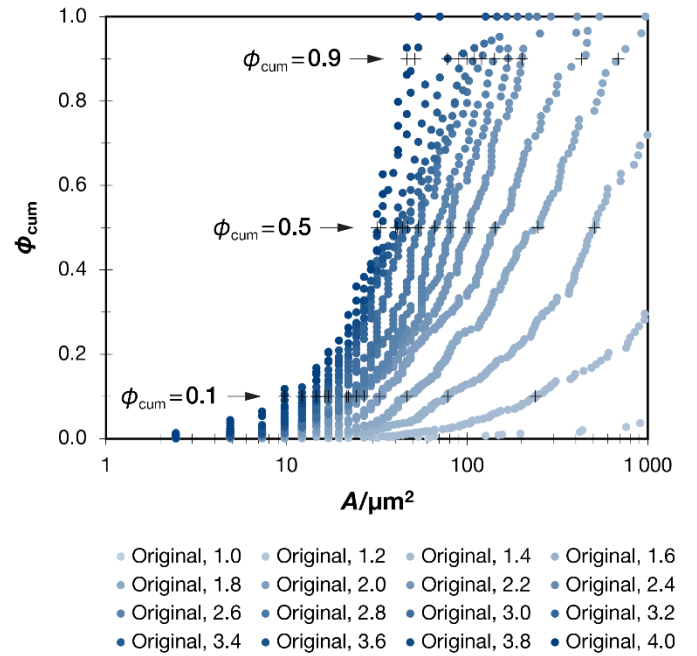 1.0
ϕcum = 0.9
0.8
0.6
ϕcum = 0.5
ϕcum
0.4
0.2
ϕcum = 0.1
0.0
1 10 100 1 000
A/μm²
Original, 1.0 Original, 1.2 Original, 1.4 Original, 1.6
Original, 1.8 Original, 2.0 Original, 2.2 Original, 2.4
Original, 2.6 Original, 2.8 Original, 3.0 Original, 3.2
Original, 3.4 Original, 3.6 Original, 3.8 Original, 4.0